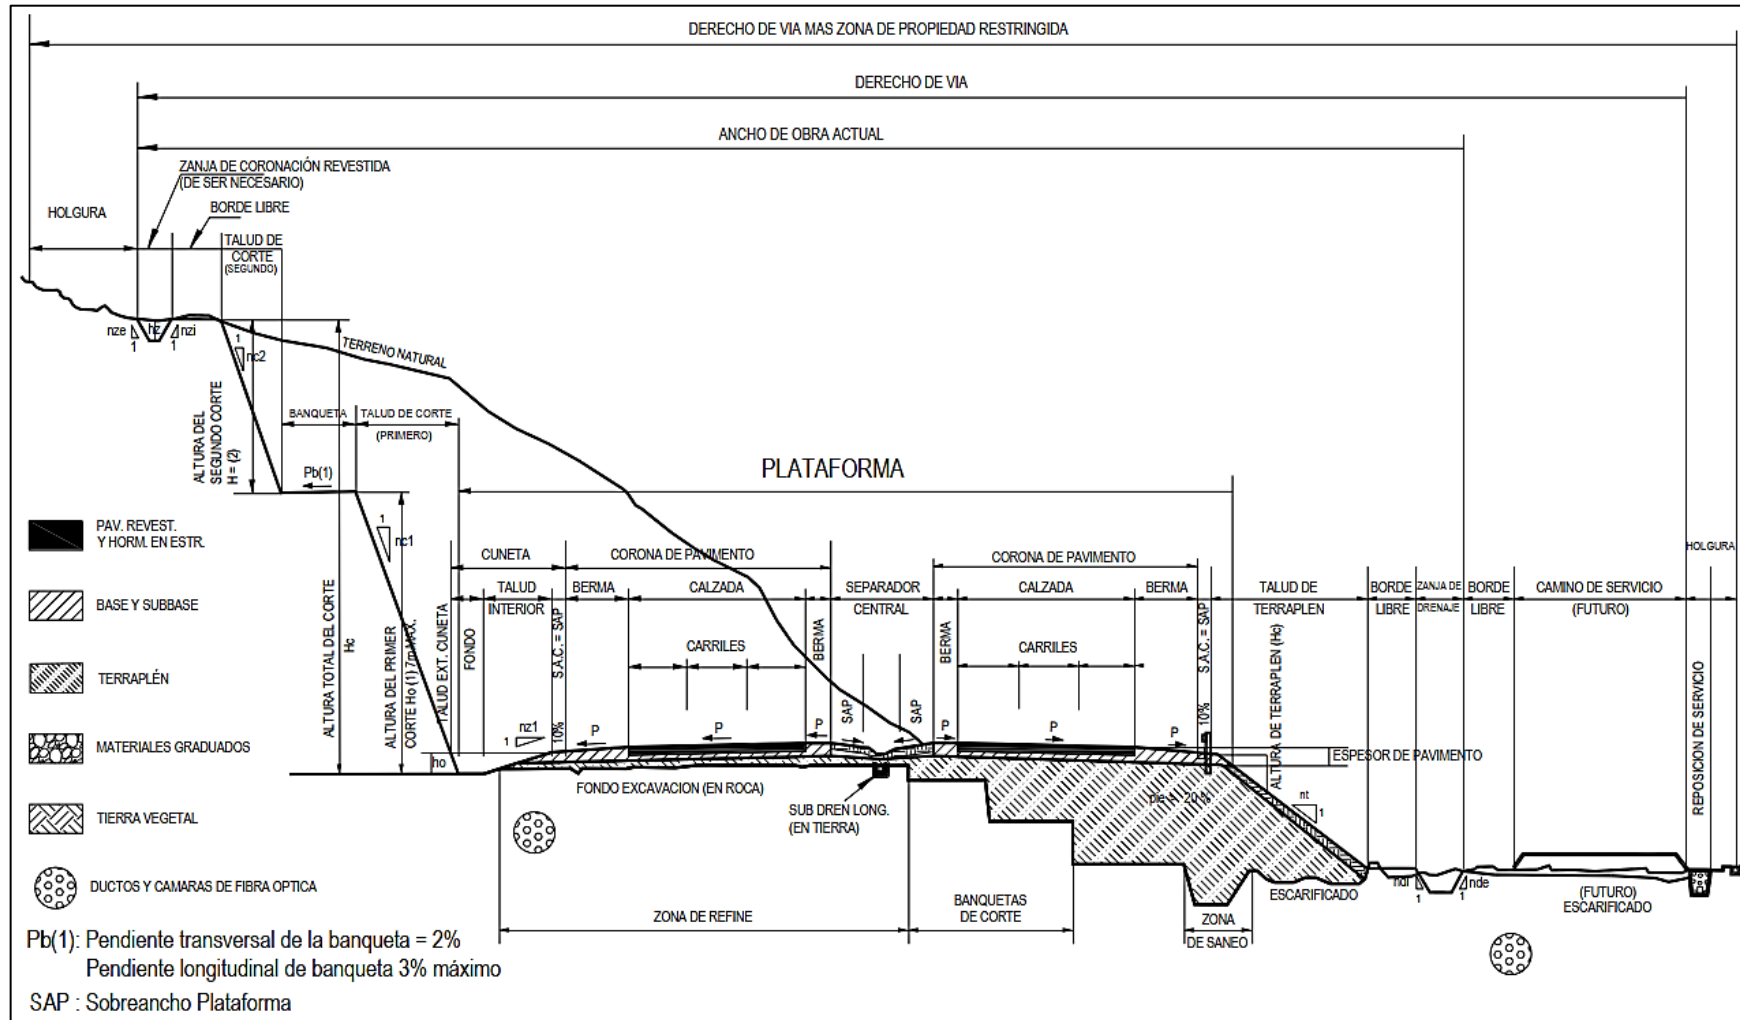 DERECHO DE VIA MAS ZONA DE PROPIEDAD RESTRINGIDA
DERECHO DE VIA
ANCHO DE OBRA ACTUAL
ZANJA DE CORONACIÓN REVESTIDA
(DE SER NECESARIO)
HOLGURA
BORDE LIBRE
TALUD DE
CORTE
(SEGUNDO)
nze
1
hz
nzi
1
1
nc2
TERRENO NATURAL
ALTURA DEL
SEGUNDO CORTE
H = (2)
BANQUETA
TALUD DE CORTE
(PRIMERO)
Pb(1)
PLATAFORMA
1
nc1
ALTURA TOTAL DEL CORTE
Hc
ALTURA DEL PRIMER
CORTE Ho (1) 7m MAX.
TALUD EXT. CUNETA
CUNETA
CORONA DE PAVIMENTO
CORONA DE PAVIMENTO
HOLGURA
FONDO
TALUD
INTERIOR
S.A.C. = SAP
10%
BERMA
CALZADA
BERMA
SEPARADOR
CENTRAL
BERMA
CALZADA
BERMA
S.A.C. = SAP
10%
TALUD DE
TERRAPLEN
BORDE
LIBRE
ZANJA DE
DRENAJE
BORDE
LIBRE
CAMINO DE SERVICIO
(FUTURO)
CARRILES
CARRILES
SAP
SAP
ALTURA DE TERRAPLEN (Hc)
REPOSICION DE SERVICIO
nz1
1
P
P
P
P
P
P
ho
ESPESOR DE PAVIMENTO
FONDO EXCAVACION (EN ROCA)
SUB DREN LONG.
(EN TIERRA)
pie > 20 %
nt
1
ndi
1
nde
1
ESCARIFICADO
(FUTURO)
ESCARIFICADO
ZONA DE REFINE
BANQUETAS
DE CORTE
ZONA
DE SANEO
PAV. REVEST.
Y HORM. EN ESTR.
BASE Y SUBBASE
TERRAPLÉN
MATERIALES GRADUADOS
TIERRA VEGETAL
DUCTOS Y CAMARAS DE FIBRA OPTICA
Pb(1): Pendiente transversal de la banqueta = 2%
Pendiente longitudinal de banqueta 3% máximo
SAP : Sobreancho Plataforma